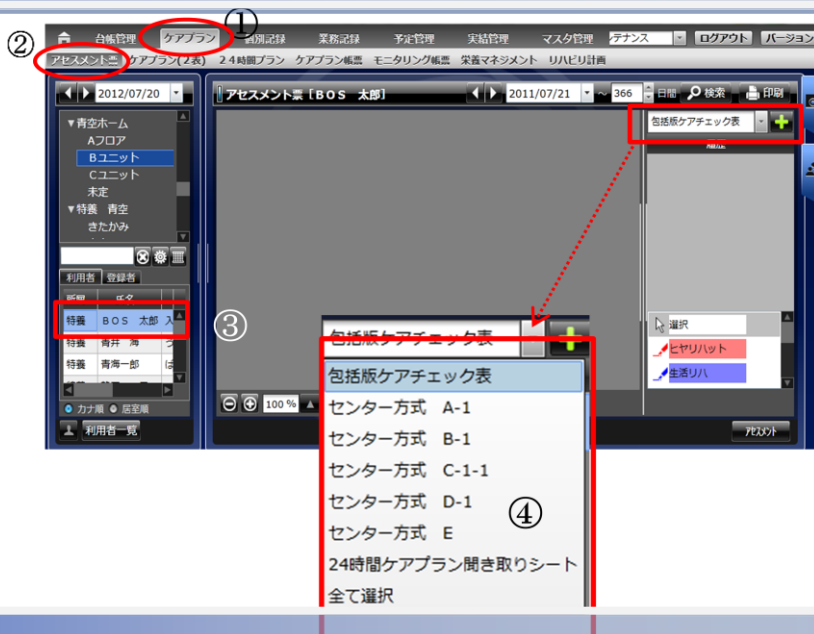 ①
②
台帳管理 ケアプラン 個別記録 業務記録 予定管理 実績管理 マスタ管理 テナンス ログアウト バージョン
アセスメント票 ケアプラン(2表) 24時間プラン ケアプラン帳票 モニタリング帳票 栄養マネジメント リハビリ計画
2012/07/20
アセスメント票 [BOS 太郎]
2011/07/21 ～ 366 日間 検索 印刷
包括版ケアチェック表
履歴
▼青空ホーム
Aフロア
Bユニット
Cユニット
未定
▼特養 青空
きたかみ
利用者 登録者
氏名
特養 BOS 太郎 入
特養 青井 海
特養 青海一郎 は
カナ順 居室順
利用者一覧
③
100 %
選択
ヒヤリハット
生活リハ
アセスメント
包括版ケアチェック表
包括版ケアチェック表
センター方式 A-1
センター方式 B-1
センター方式 C-1-1
センター方式 D-1
センター方式 E
24時間ケアプラン聞き取りシート
全て選択
④